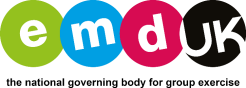 emduk
the national governing body for group exercise